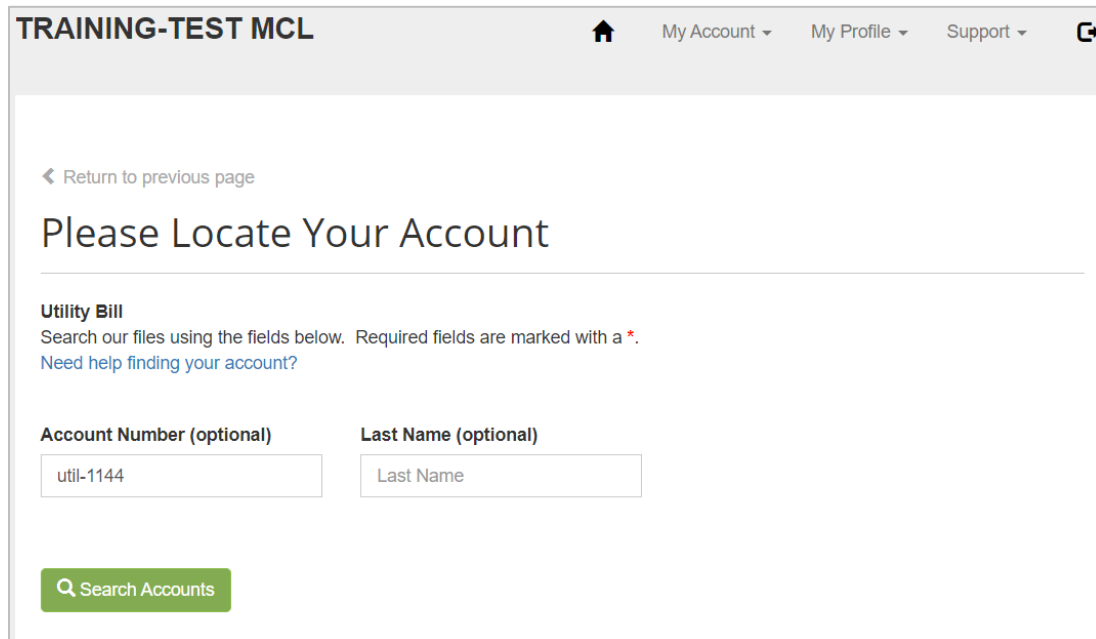 TRAINING-TEST MCL
My Account
My Profile
Support
Return to previous page
Please Locate Your Account
Utility Bill
Search our files using the fields below. Required fields are marked with a *.
Need help finding your account?
Account Number (optional) Last Name (optional)
util-1144 Last Name
Search Accounts